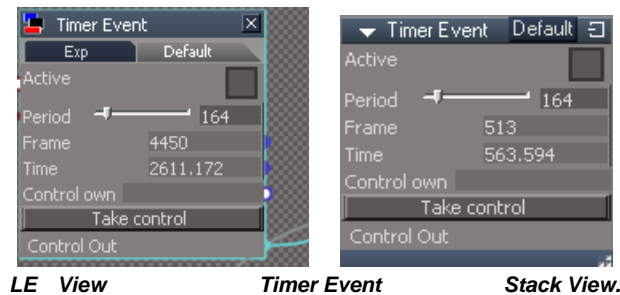 Timer Event
Exp Default
Active
Period 164
Frame 4450
Time 2611.172
Control own
Take control
Control Out
Timer Event Default
Active
Period 164
Frame 513
Time 563.594
Control own
Take control
Control Out
LE View Timer Event Stack View.